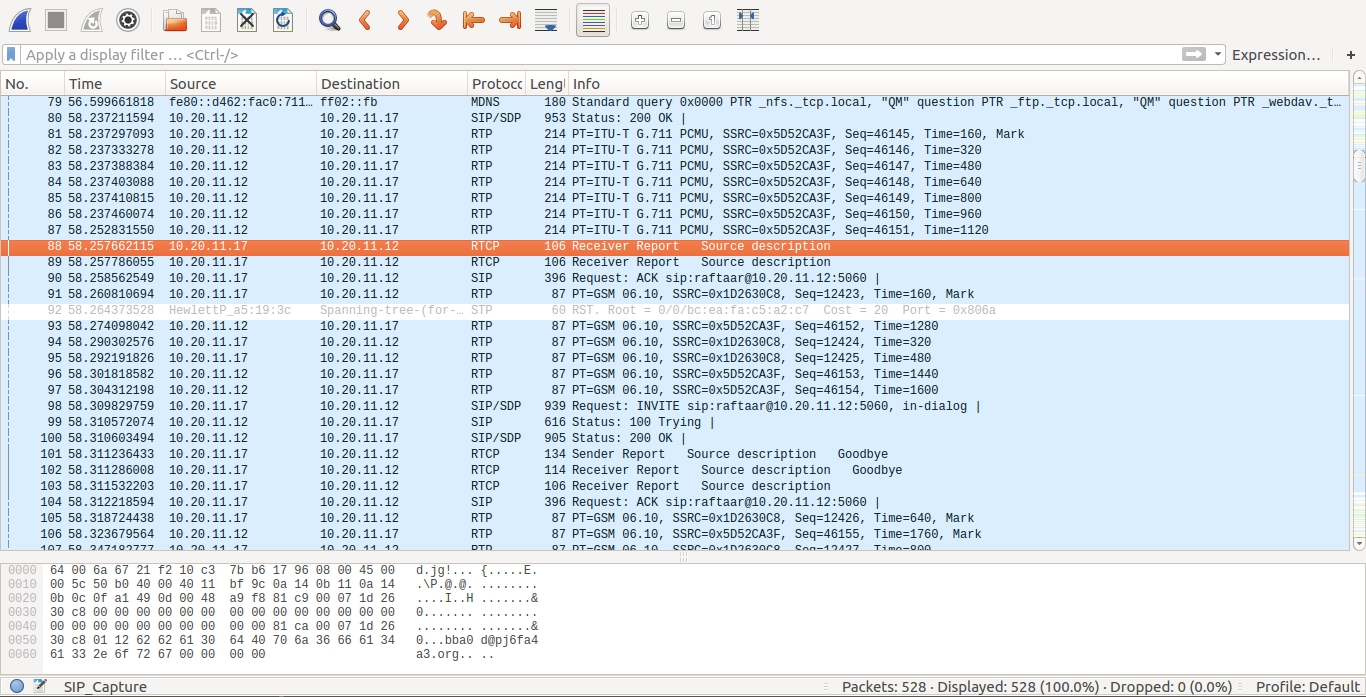 Apply a display filter … <Ctrl-/> Expression… +
No. Time Source Destination Protocc Lengt Info
79 56.599661818 fe80::d462:fac0:711… ff02::fb MDNS 180 Standard query 0x0000 PTR _nfs._tcp.local, "QM" question PTR _ftp._tcp.local, "QM" question PTR _webdav._t…
80 58.237211594 10.20.11.12 10.20.11.17 SIP/SDP 953 Status: 200 OK |
81 58.237297093 10.20.11.12 10.20.11.17 RTP 214 PT=ITU-T G.711 PCMU, SSRC=0x5D52CA3F, Seq=46145, Time=160, Mark
82 58.237333278 10.20.11.12 10.20.11.17 RTP 214 PT=ITU-T G.711 PCMU, SSRC=0x5D52CA3F, Seq=46146, Time=320
83 58.237388384 10.20.11.12 10.20.11.17 RTP 214 PT=ITU-T G.711 PCMU, SSRC=0x5D52CA3F, Seq=46147, Time=480
84 58.237403088 10.20.11.12 10.20.11.17 RTP 214 PT=ITU-T G.711 PCMU, SSRC=0x5D52CA3F, Seq=46148, Time=640
85 58.237410815 10.20.11.12 10.20.11.17 RTP 214 PT=ITU-T G.711 PCMU, SSRC=0x5D52CA3F, Seq=46149, Time=800
86 58.237460074 10.20.11.12 10.20.11.17 RTP 214 PT=ITU-T G.711 PCMU, SSRC=0x5D52CA3F, Seq=46150, Time=960
87 58.252831550 10.20.11.12 10.20.11.17 RTP 214 PT=ITU-T G.711 PCMU, SSRC=0x5D52CA3F, Seq=46151, Time=1120
88 58.257662115 10.20.11.17 10.20.11.12 RTCP 106 Receiver Report Source description
89 58.257786055 10.20.11.17 10.20.11.12 RTCP 106 Receiver Report Source description
90 58.258562549 10.20.11.17 10.20.11.12 SIP 396 Request: ACK sip:raftaar@10.20.11.12:5060 |
91 58.260810694 10.20.11.17 10.20.11.12 RTP 87 PT=GSM 06.10, SSRC=0x1D2630C8, Seq=12423, Time=160, Mark
92 58.264373528 HewlettP_a5:19:3c Spanning-tree-(for-… STP 60 RST. Root = 0/0/bc:ea:fa:c5:a2:c7 Cost = 20 Port = 0x806a
93 58.274098042 10.20.11.12 10.20.11.17 RTP 87 PT=GSM 06.10, SSRC=0x5D52CA3F, Seq=46152, Time=1280
94 58.290302576 10.20.11.17 10.20.11.12 RTP 87 PT=GSM 06.10, SSRC=0x1D2630C8, Seq=12424, Time=320
95 58.292191826 10.20.11.17 10.20.11.12 RTP 87 PT=GSM 06.10, SSRC=0x1D2630C8, Seq=12425, Time=480
96 58.301818582 10.20.11.12 10.20.11.17 RTP 87 PT=GSM 06.10, SSRC=0x5D52CA3F, Seq=46153, Time=1440
97 58.304312198 10.20.11.12 10.20.11.17 RTP 87 PT=GSM 06.10, SSRC=0x5D52CA3F, Seq=46154, Time=1600
98 58.309829759 10.20.11.17 10.20.11.12 SIP/SDP 939 Request: INVITE sip:raftaar@10.20.11.12:5060, in-dialog |
99 58.310572074 10.20.11.12 10.20.11.17 SIP 616 Status: 100 Trying |
100 58.310603494 10.20.11.12 10.20.11.17 SIP/SDP 905 Status: 200 OK |
101 58.311236433 10.20.11.17 10.20.11.12 RTCP 134 Sender Report Source description Goodbye
102 58.311286008 10.20.11.17 10.20.11.12 RTCP 114 Receiver Report Source description Goodbye
103 58.311532203 10.20.11.17 10.20.11.12 RTCP 106 Receiver Report Source description
104 58.312218594 10.20.11.17 10.20.11.12 SIP 396 Request: ACK sip:raftaar@10.20.11.12:5060 |
105 58.318724438 10.20.11.17 10.20.11.12 RTP 87 PT=GSM 06.10, SSRC=0x1D2630C8, Seq=12426, Time=640, Mark
106 58.323679564 10.20.11.12 10.20.11.17 RTP 87 PT=GSM 06.10, SSRC=0x5D52CA3F, Seq=46155, Time=1760, Mark
107 58.347182777 10.20.11.17 10.20.11.12 RTP 87 PT=GSM 06.10, SSRC=0x1D2630C8, Seq=12427, Time=800
0000 64 00 6a 67 21 f2 10 c3 7b b6 17 96 08 00 45 00 d.jg!... {.....E.
0010 00 5c 50 b0 40 00 40 11 bf 9c 0a 14 0b 11 0a 14 .\P.@.@. ........
0020 0b 0c 0f a1 49 0d 00 48 a9 f8 81 c9 00 07 1d 26 ....I..H .......&
0030 30 c8 00 00 00 00 00 00 00 00 00 00 00 00 00 00 0....... ........
0040 00 00 00 00 00 00 00 00 00 00 81 ca 00 07 1d 26 ........ .......&
0050 30 c8 01 12 62 62 61 30 64 40 70 6a 36 66 61 34 0...bba0 d@pj6fa4
0060 61 33 2e 6f 72 67 00 00 00 00 a3.org.. ..
SIP_Capture Packets: 528 · Displayed: 528 (100.0%) · Dropped: 0 (0.0%) Profile: Default